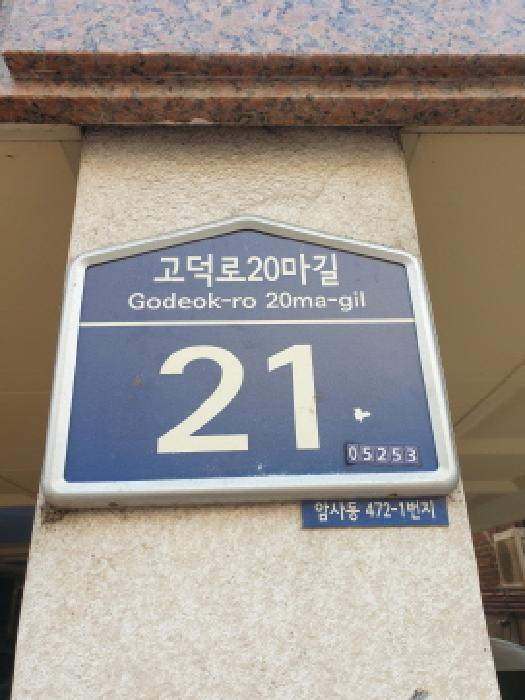 고덕로20마길
Godeok-ro 20ma-gil
21
05253
암사동 472-1번지